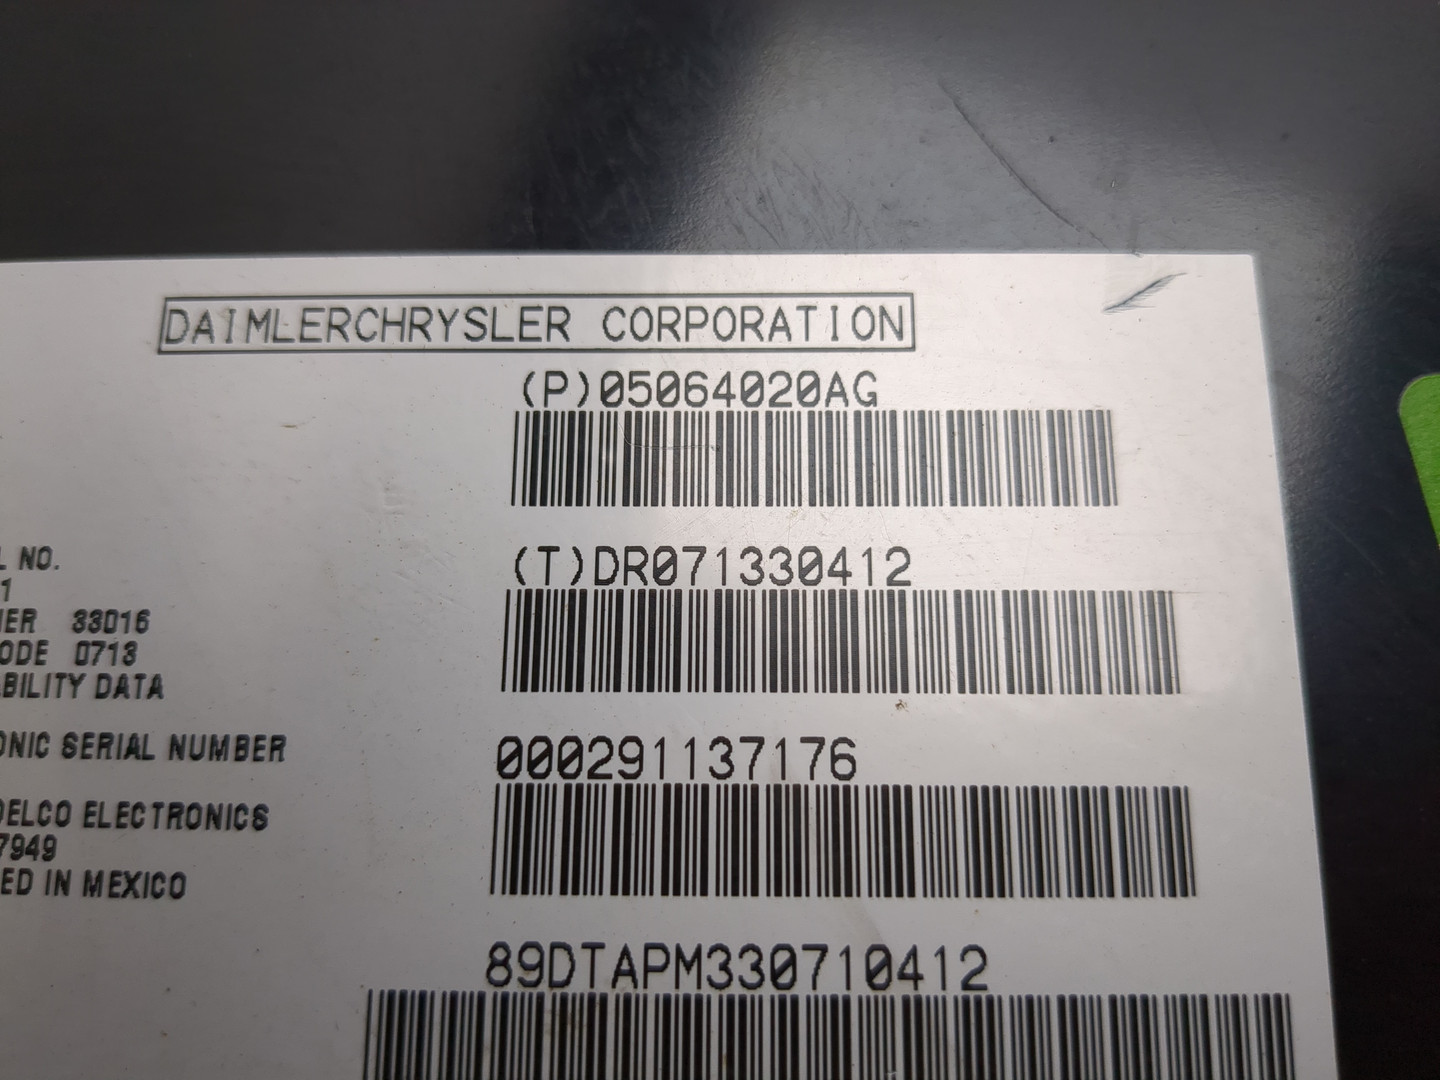 DAIMLERCHRYSLER CORPORATION
(P)05064020AG
(T)DR071330412
L NO.
1
IER 33D16
ODE 0713
BILITY DATA
ONIC SERIAL NUMBER
000291137176
DELCO ELECTRONICS
7949
ED IN MEXICO
89DTAPM330710412